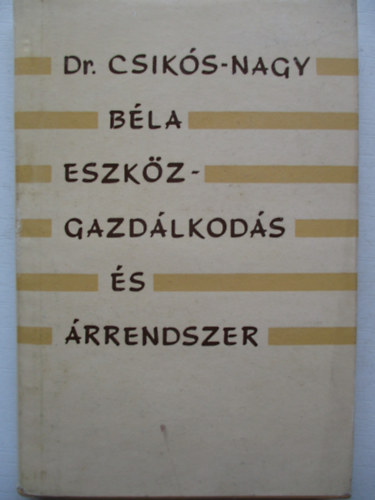 Dr. CSIKÓS-NAGY
BÉLA
ESZKÖZ-
GAZDÁLKODÁS
ÉS
ÁRRENDSZER